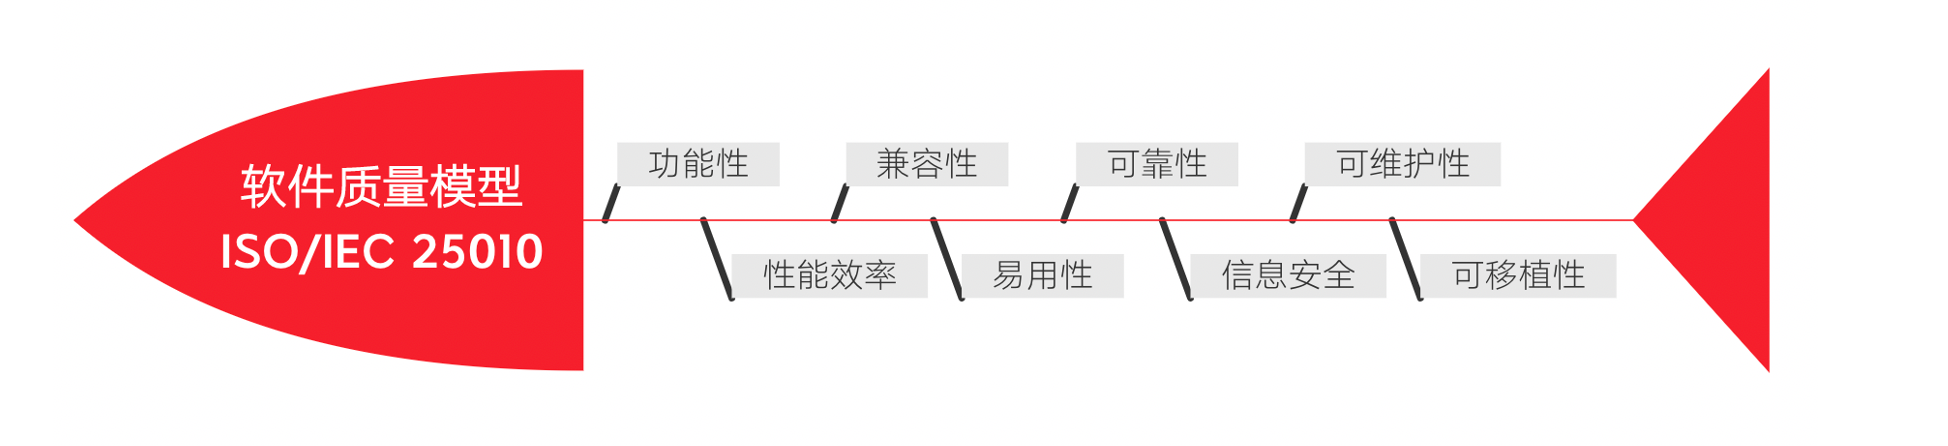 软件质量模型
ISO/IEC 25010
功能性
兼容性
可靠性
可维护性
性能效率
易用性
信息安全
可移植性